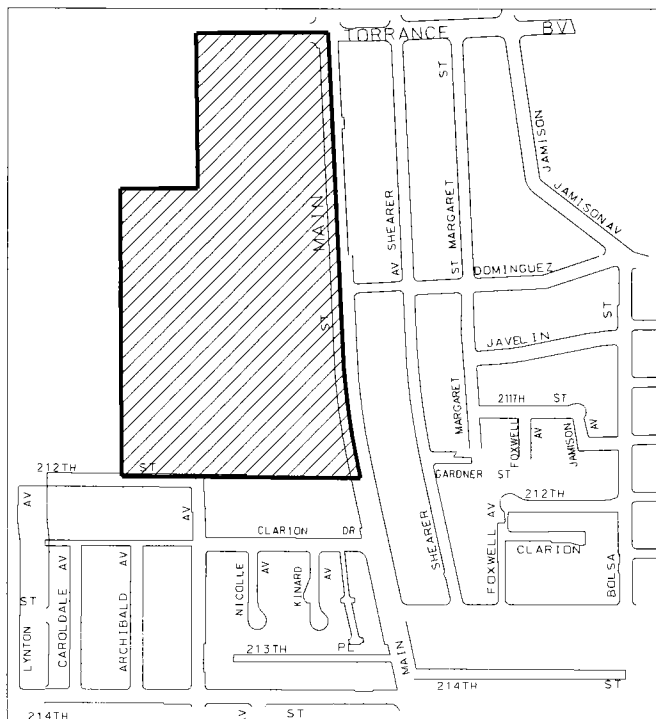 TORRANCE BV
ST
JAMISON
JAMISON AV
MAIN ST
AV SHEARER
ST MARGARET
DOMINGUEZ
ST
JAVELIN
MARGARET
2117H ST
FOXWELL AV
JAMISON AV
212TH ST
GARDNER ST
212TH
AV
AV
CLARION DR
SHEARER
FOXWELL AV
CLARION
BOLSA
ST
LYNTON
CAROLDALE AV
ARCHIBALD AV
NICOLLE AV
KINARD AV
213TH PL
MAIN
214TH ST
214TH ST
AV